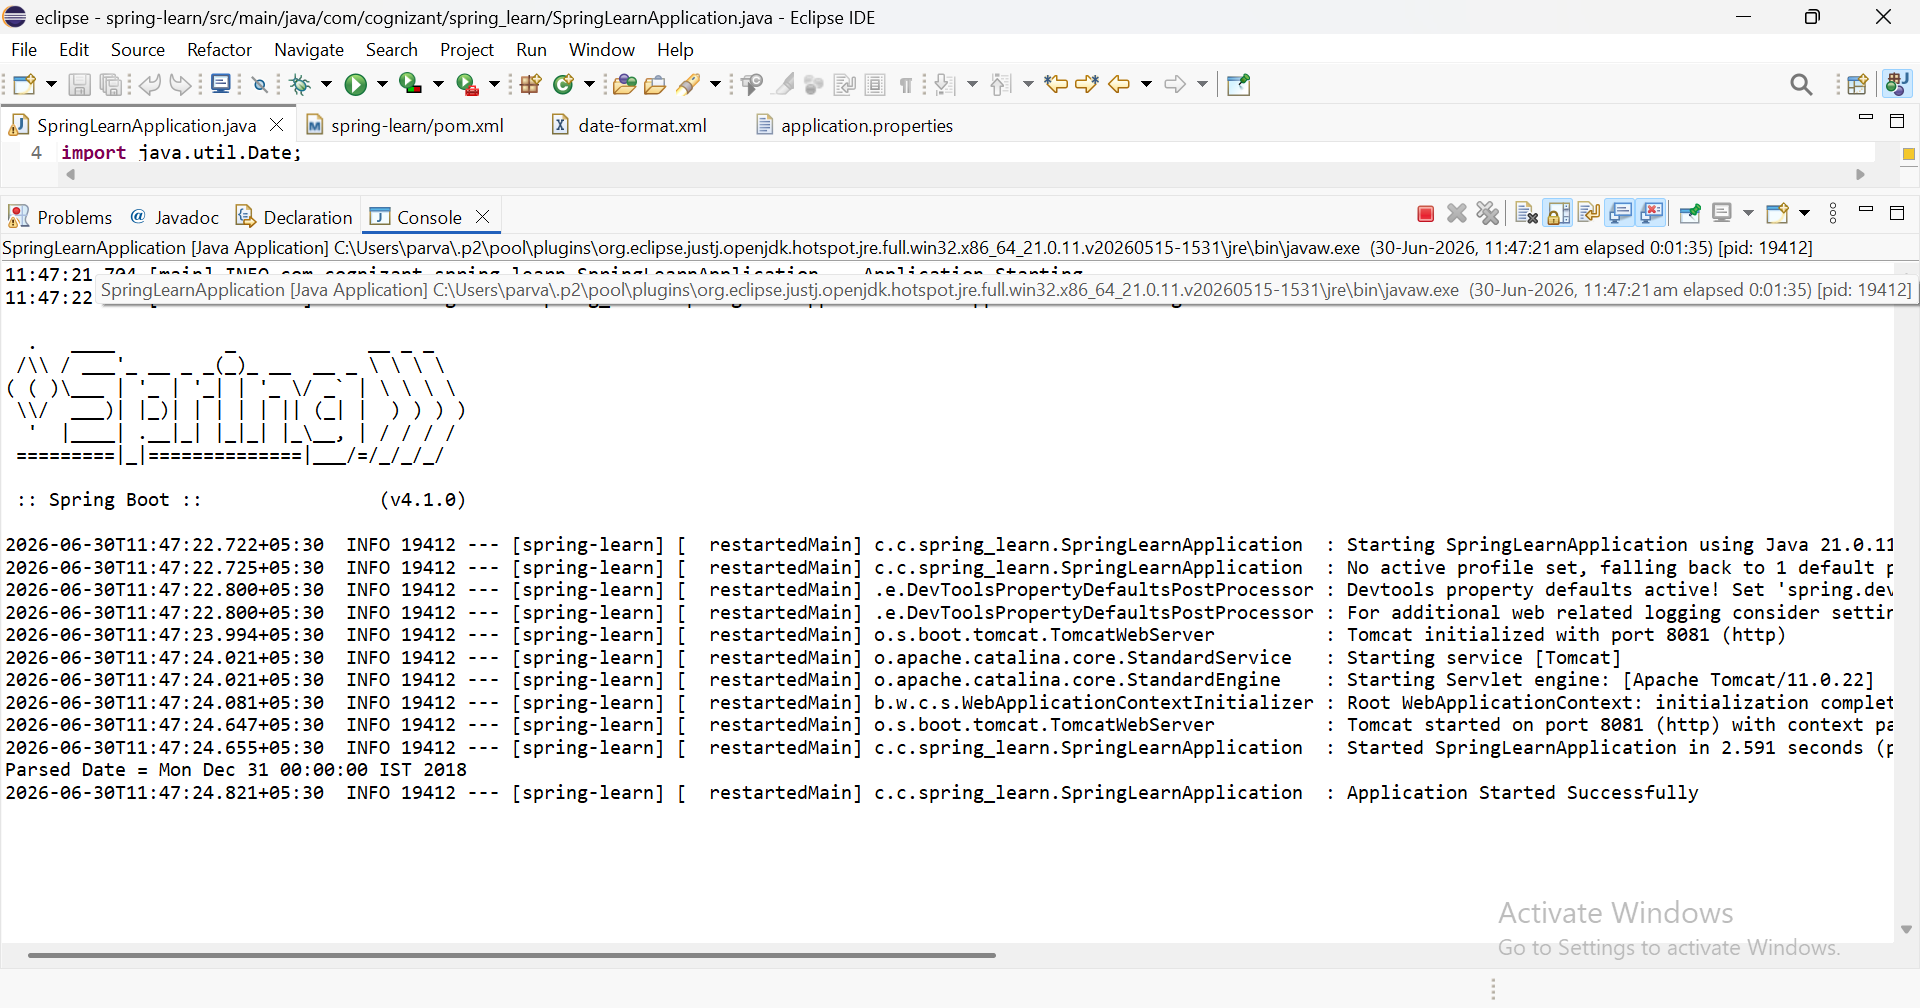 eclipse - spring-learn/src/main/java/com/cognizant/spring_learn/SpringLearnApplication.java - Eclipse IDE
File Edit Source Refactor Navigate Search Project Run Window Help
SpringLearnApplication.java spring-learn/pom.xml date-format.xml application.properties
4 import java.util.Date;
Problems Javadoc Declaration Console
SpringLearnApplication [Java Application] C:\Users\parva\.p2\pool\plugins\org.eclipse.justj.openjdk.hotspot.jre.full.win32.x86_64_21.0.11.v20260515-1531\jre\bin\javaw.exe (30-Jun-2026, 11:47:21 am elapsed 0:01:35) [pid: 19412]
11:47:21.704 [main] INFO com.cognizant.spring_learn.SpringLearnApplication -- Application Starting
11:47:22
SpringLearnApplication [Java Application] C:\Users\parva\.p2\pool\plugins\org.eclipse.justj.openjdk.hotspot.jre.full.win32.x86_64_21.0.11.v20260515-1531\jre\bin\javaw.exe (30-Jun-2026, 11:47:21 am elapsed 0:01:35) [pid: 19412]
Spring
:: Spring Boot :: (v4.1.0)
2026-06-30T11:47:22.722+05:30 INFO 19412 --- [spring-learn] [ restartedMain] c.c.spring_learn.SpringLearnApplication : Starting SpringLearnApplication using Java 21.0.11
2026-06-30T11:47:22.725+05:30 INFO 19412 --- [spring-learn] [ restartedMain] c.c.spring_learn.SpringLearnApplication : No active profile set, falling back to 1 default p
2026-06-30T11:47:22.800+05:30 INFO 19412 --- [spring-learn] [ restartedMain] .e.DevToolsPropertyDefaultsPostProcessor : Devtools property defaults active! Set 'spring.dev
2026-06-30T11:47:22.800+05:30 INFO 19412 --- [spring-learn] [ restartedMain] .e.DevToolsPropertyDefaultsPostProcessor : For additional web related logging consider settin
2026-06-30T11:47:23.994+05:30 INFO 19412 --- [spring-learn] [ restartedMain] o.s.boot.tomcat.TomcatWebServer : Tomcat initialized with port 8081 (http)
2026-06-30T11:47:24.021+05:30 INFO 19412 --- [spring-learn] [ restartedMain] o.apache.catalina.core.StandardService : Starting service [Tomcat]
2026-06-30T11:47:24.021+05:30 INFO 19412 --- [spring-learn] [ restartedMain] o.apache.catalina.core.StandardEngine : Starting Servlet engine: [Apache Tomcat/11.0.22]
2026-06-30T11:47:24.081+05:30 INFO 19412 --- [spring-learn] [ restartedMain] b.w.c.s.WebApplicationContextInitializer : Root WebApplicationContext: initialization complet
2026-06-30T11:47:24.647+05:30 INFO 19412 --- [spring-learn] [ restartedMain] o.s.boot.tomcat.TomcatWebServer : Tomcat started on port 8081 (http) with context pa
2026-06-30T11:47:24.655+05:30 INFO 19412 --- [spring-learn] [ restartedMain] c.c.spring_learn.SpringLearnApplication : Started SpringLearnApplication in 2.591 seconds (p
Parsed Date = Mon Dec 31 00:00:00 IST 2018
2026-06-30T11:47:24.821+05:30 INFO 19412 --- [spring-learn] [ restartedMain] c.c.spring_learn.SpringLearnApplication : Application Started Successfully
Activate Windows
Go to Settings to activate Windows.